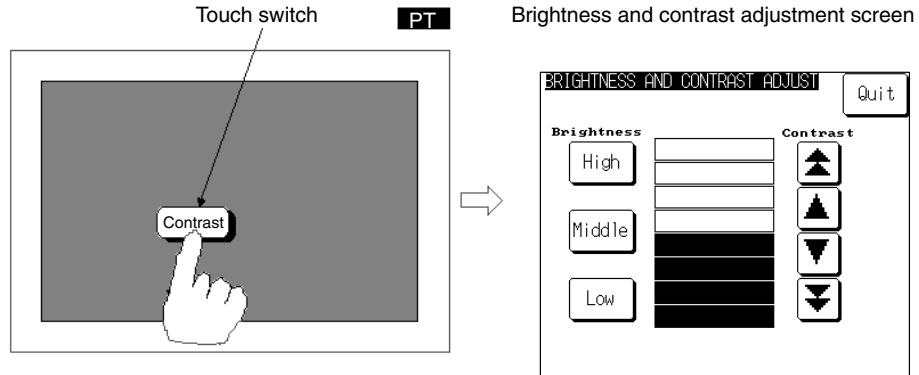 Touch switch
PT
Brightness and contrast adjustment screen
Contrast
BRIGHTNESS AND CONTRAST ADJUST
Quit
Brightness
Contrast
High
Middle
Low